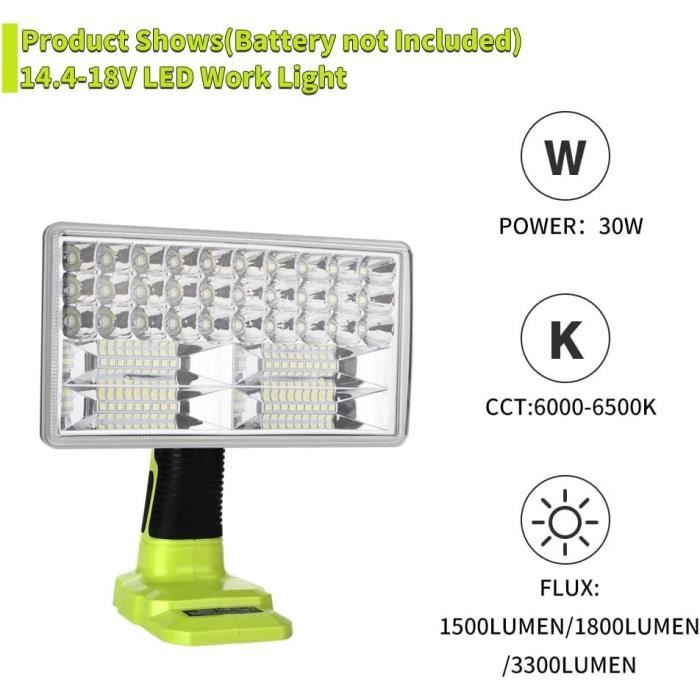 Product Shows(Battery not Included)
14.4-18V LED Work Light
W
POWER: 30W
K
CCT:6000-6500K
FLUX:
1500LUMEN/1800LUMEN
/3300LUMEN